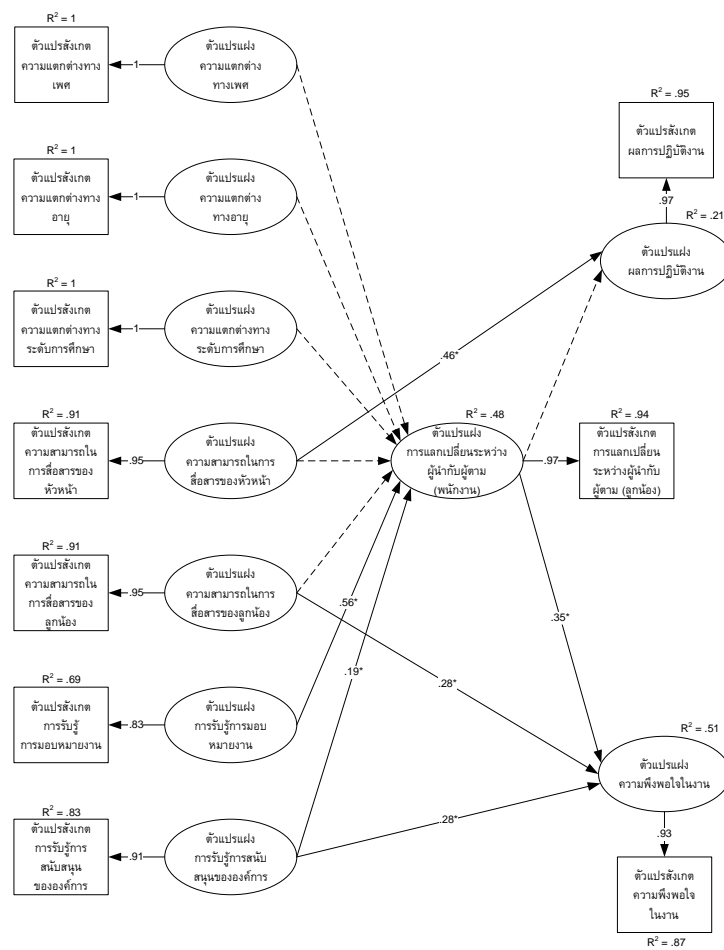 R² = 1
ตัวแปรสังเกต
ความแตกต่างทาง
เพศ
1
ตัวแปรแฝง
ความแตกต่าง
ทางเพศ
R² = 1
ตัวแปรสังเกต
ความแตกต่างทาง
อายุ
1
ตัวแปรแฝง
ความแตกต่าง
ทางอายุ
R² = 1
ตัวแปรสังเกต
ความแตกต่างทาง
ระดับการศึกษา
1
ตัวแปรแฝง
ความแตกต่างทาง
ระดับการศึกษา
R² = .91
ตัวแปรสังเกต
ความสามารถใน
การสื่อสารของ
หัวหน้า
.95
ตัวแปรแฝง
ความสามารถในการ
สื่อสารของหัวหน้า
R² = .91
ตัวแปรสังเกต
ความสามารถใน
การสื่อสารของ
ลูกน้อง
.95
ตัวแปรแฝง
ความสามารถในการ
สื่อสารของลูกน้อง
R² = .69
ตัวแปรสังเกต
การรับรู้
การมอบหมายงาน
.83
ตัวแปรแฝง
การรับรู้การมอบ
หมายงาน
R² = .83
ตัวแปรสังเกต
การรับรู้การ
สนับสนุน
ขององค์การ
.91
ตัวแปรแฝง
การรับรู้การสนับ
สนุนขององค์การ
.46*
.56*
.19*
.28*
.28*
.35*
R² = .48
ตัวแปรแฝง
การแลกเปลี่ยนระหว่าง
ผู้นำกับผู้ตาม
(พนักงาน)
.97
R² = .94
ตัวแปรสังเกต
การแลกเปลี่ยน
ระหว่างผู้นำกับ
ผู้ตาม (ลูกน้อง)
R² = .95
ตัวแปรสังเกต
ผลการปฏิบัติงาน
.97
R² = .21
ตัวแปรแฝง
ผลการปฏิบัติงาน
R² = .51
ตัวแปรแฝง
ความพึงพอใจในงาน
.93
ตัวแปรสังเกต
ความพึงพอใจ
ในงาน
R² = .87